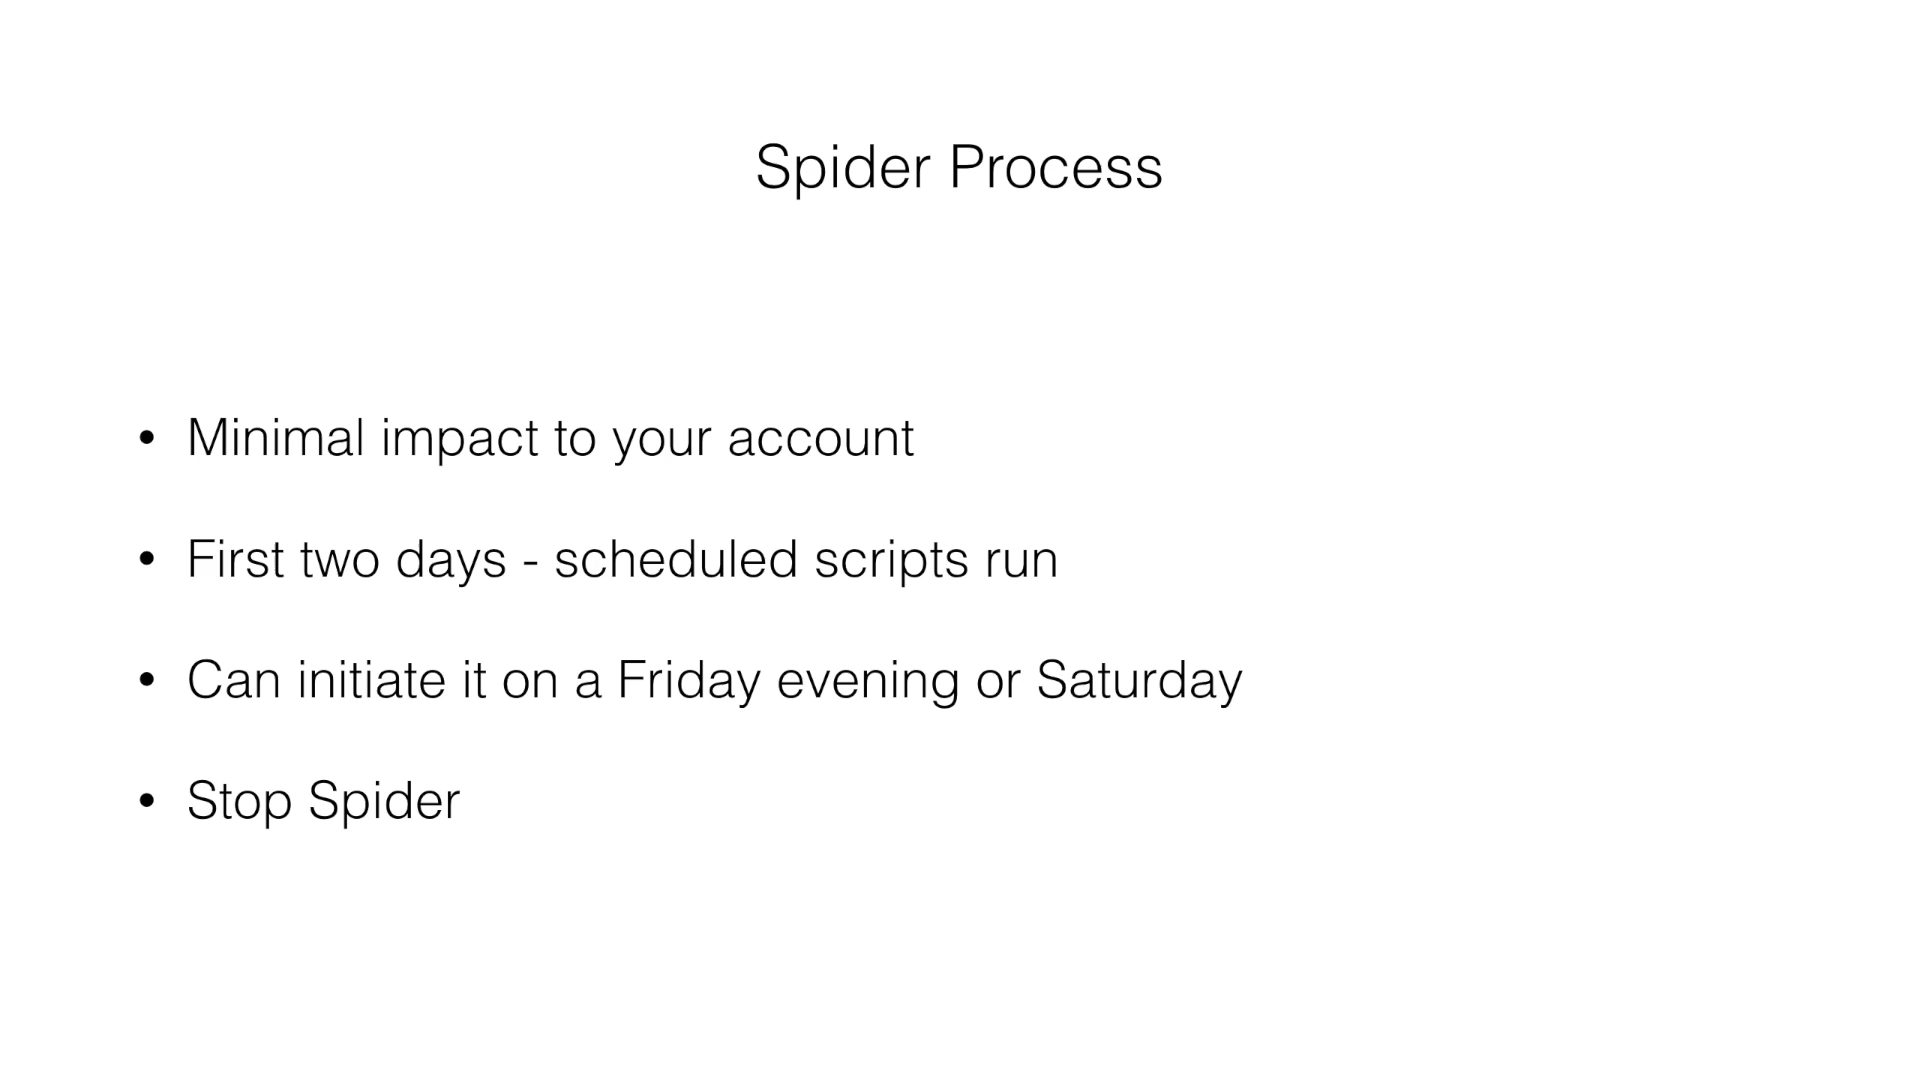 Spider Process
• Minimal impact to your account
• First two days - scheduled scripts run
• Can initiate it on a Friday evening or Saturday
• Stop Spider